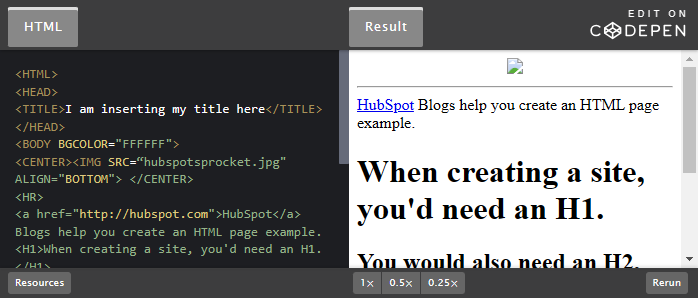 HTML
Result
EDIT ON
CODEPEN
<HTML>
<HEAD>
<TITLE>I am inserting my title here</TITLE>
</HEAD>
<BODY BGCOLOR="FFFFFF">
<CENTER><IMG SRC=“hubspotsprocket.jpg"
ALIGN="BOTTOM"> </CENTER>
<HR>
<a href="http://hubspot.com">HubSpot</a>
Blogs help you create an HTML page example.
<H1>When creating a site, you'd need an H1.
</H1>
HubSpot Blogs help you create an HTML page
example.
When creating a site,
you'd need an H1.
You would also need an H2.
Resources
1× 0.5× 0.25×
Rerun